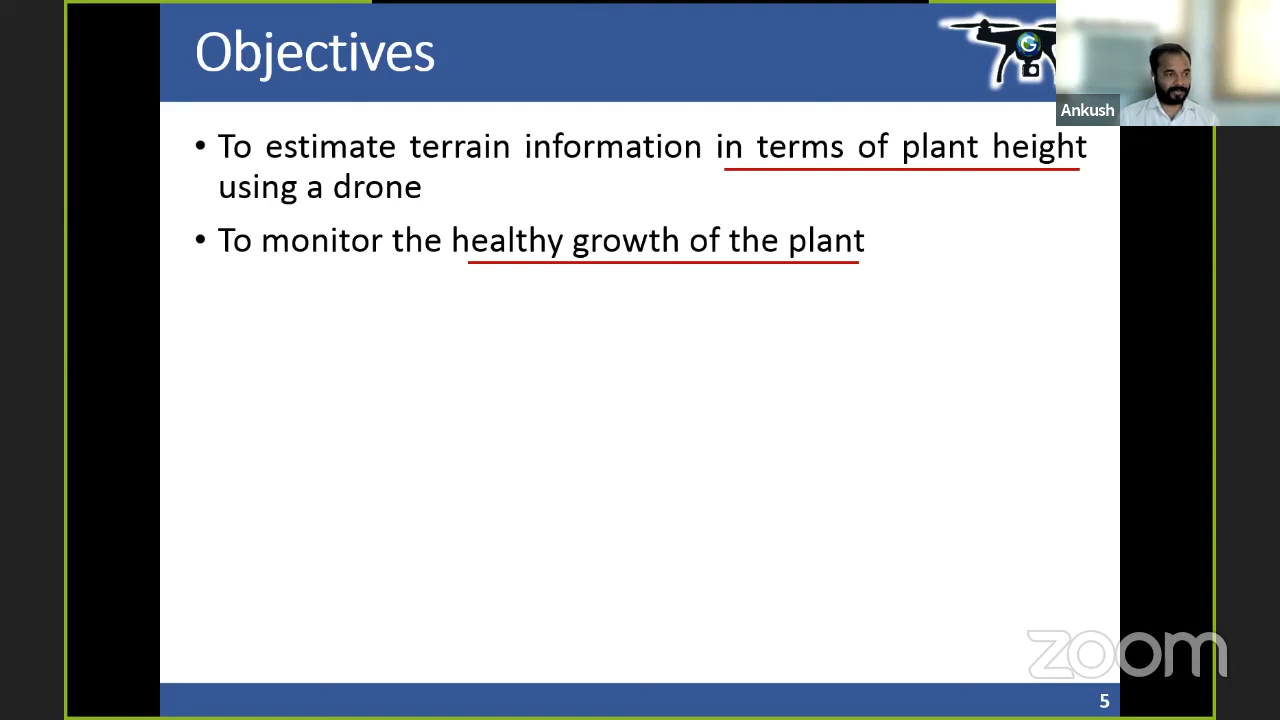 Objectives
Ankush
• To estimate terrain information in terms of plant height
using a drone
• To monitor the healthy growth of the plant
zoom
5